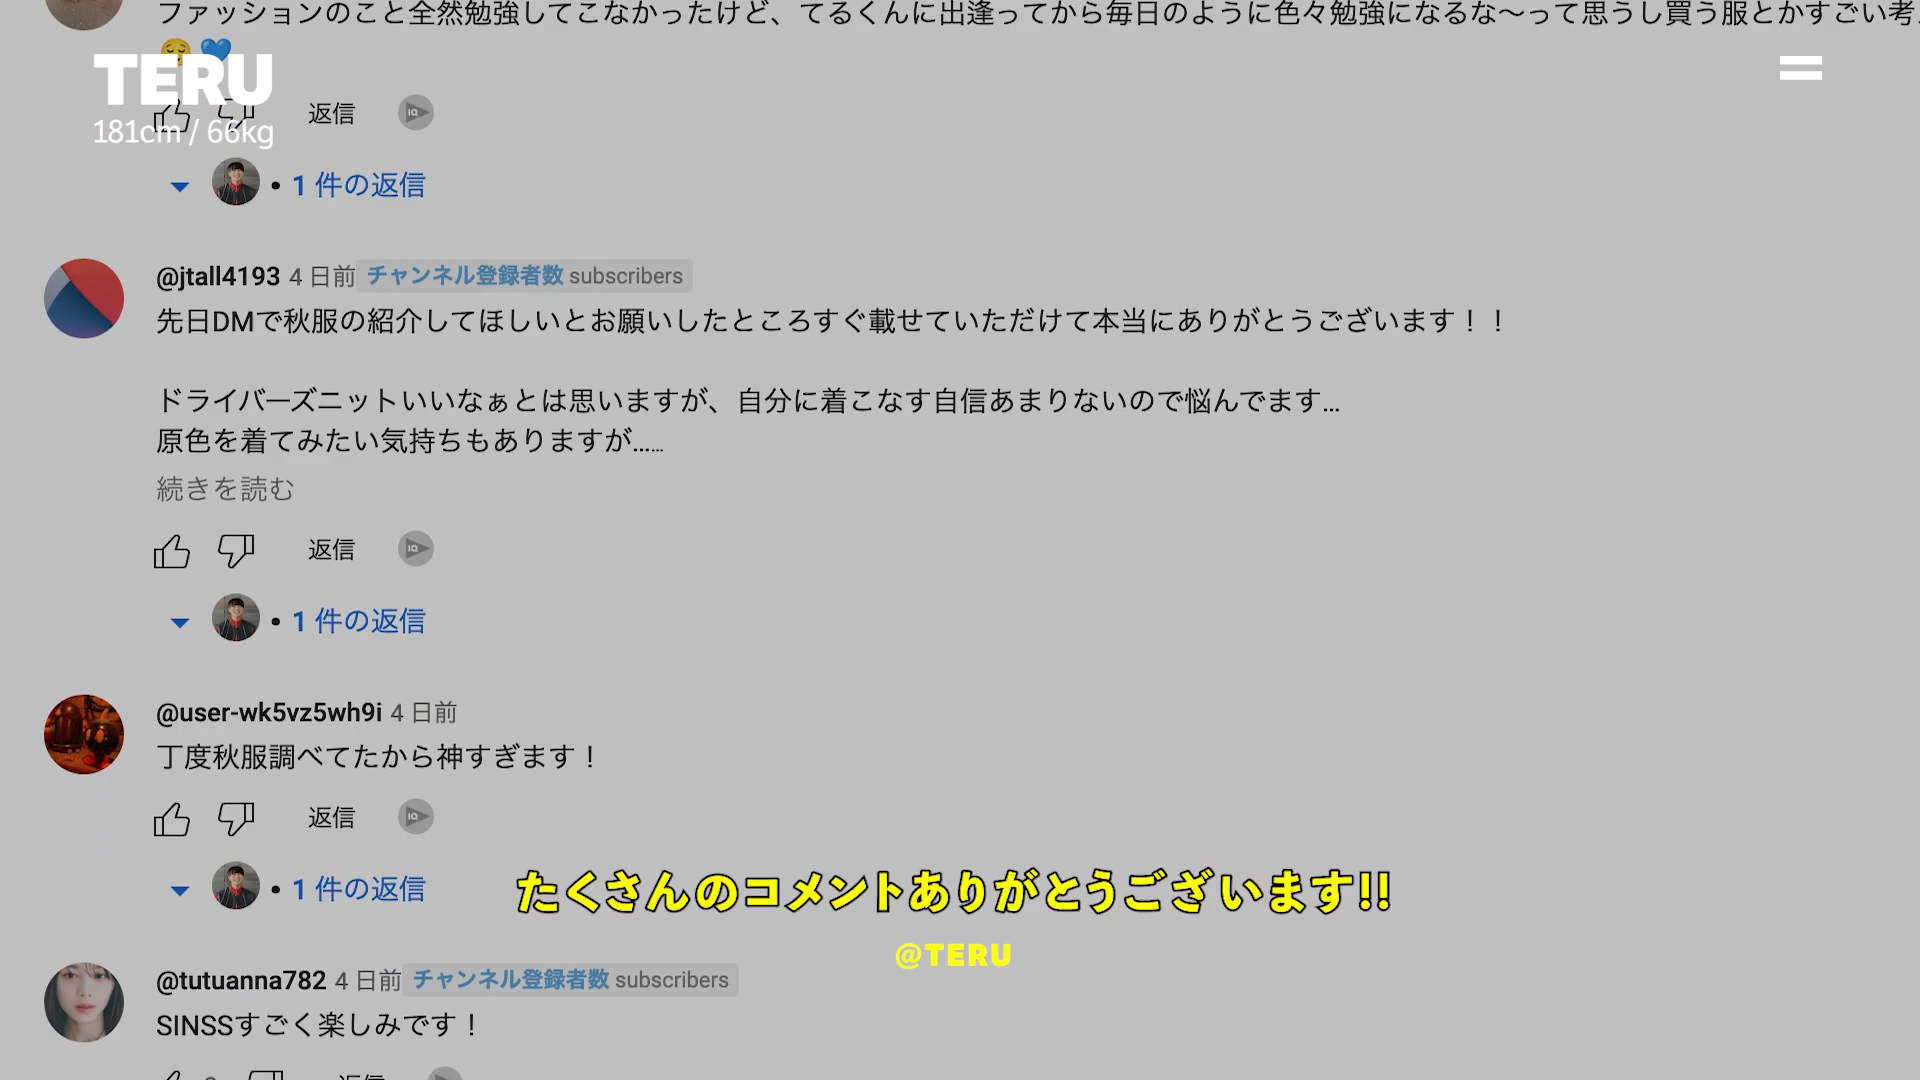 ファッションのこと全然勉強してこなかったけど、てるくんに出逢ってから毎日のように色々勉強になるな〜って思うし買う服とかすごい考
TERU
181cm / 66kg
返信
1 件の返信
@jtall4193 4 日前 チャンネル登録者数 subscribers
先日DMで秋服の紹介してほしいとお願いしたところすぐ載せていただけて本当にありがとうございます！！
ドライバーズニットいいなぁとは思いますが、自分に着こなす自信あまりないので悩んでます...
原色を着てみたい気持ちもありますが......
続きを読む
返信
1 件の返信
@user-wk5vz5wh9i 4 日前
丁度秋服調べてたから神すぎます！
返信
1 件の返信
たくさんのコメントありがとうございます!!
@TERU
@tutuanna782 4 日前 チャンネル登録者数 subscribers
SINSSすごく楽しみです！
返信